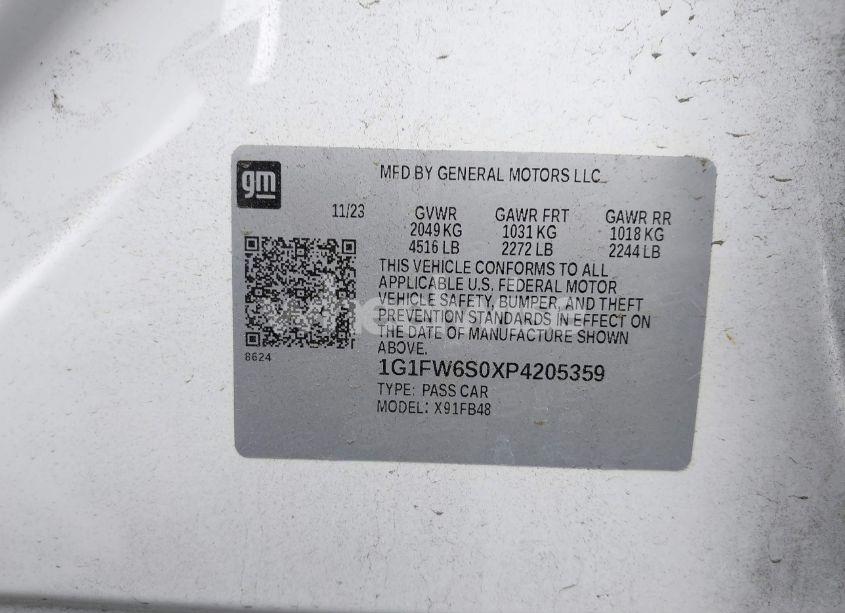 gm
MFD BY GENERAL MOTORS LLC
11/23 GVWR GAWR FRT GAWR RR
2049 KG 1031 KG 1018 KG
4516 LB 2272 LB 2244 LB
THIS VEHICLE CONFORMS TO ALL
APPLICABLE U.S. FEDERAL MOTOR
VEHICLE SAFETY, BUMPER, AND THEFT
PREVENTION STANDARDS IN EFFECT ON
THE DATE OF MANUFACTURE SHOWN
ABOVE.
8624
1G1FW6S0XP4205359
TYPE: PASS CAR
MODEL: X91FB48